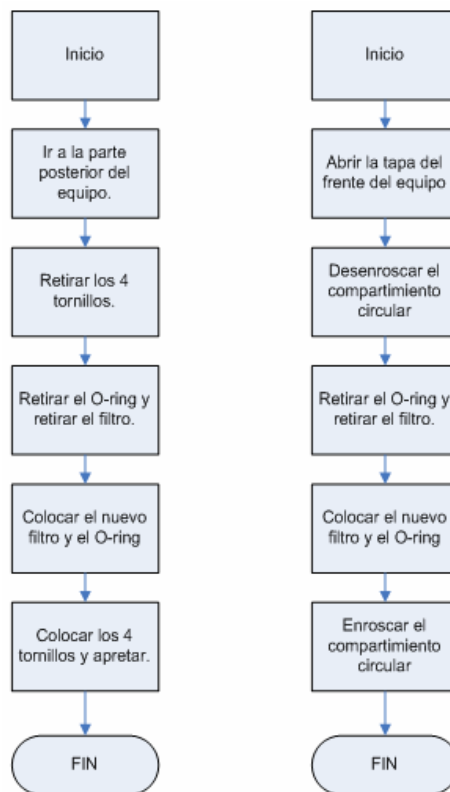 Inicio
Ir a la parte
posterior del
equipo.
Retirar los 4
tornillos.
Retirar el O-ring y
retirar el filtro.
Colocar el nuevo
filtro y el O-ring
Colocar los 4
tornillos y apretar.
FIN
Inicio
Abrir la tapa del
frente del equipo
Desenroscar el
compartimiento
circular
Retirar el O-ring y
retirar el filtro.
Colocar el nuevo
filtro y el O-ring
Enroscar el
compartimiento
circular
FIN